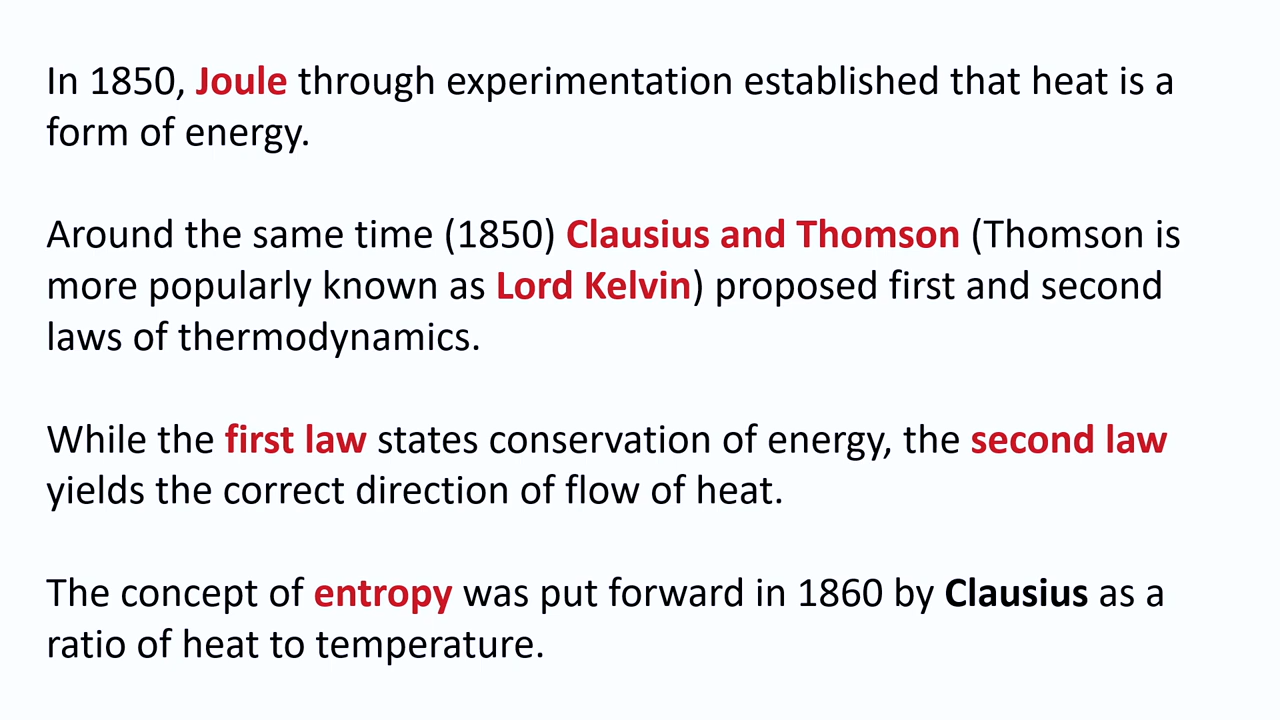 In 1850, Joule through experimentation established that heat is a
form of energy.
Around the same time (1850) Clausius and Thomson (Thomson is
more popularly known as Lord Kelvin) proposed first and second
laws of thermodynamics.
While the first law states conservation of energy, the second law
yields the correct direction of flow of heat.
The concept of entropy was put forward in 1860 by Clausius as a
ratio of heat to temperature.